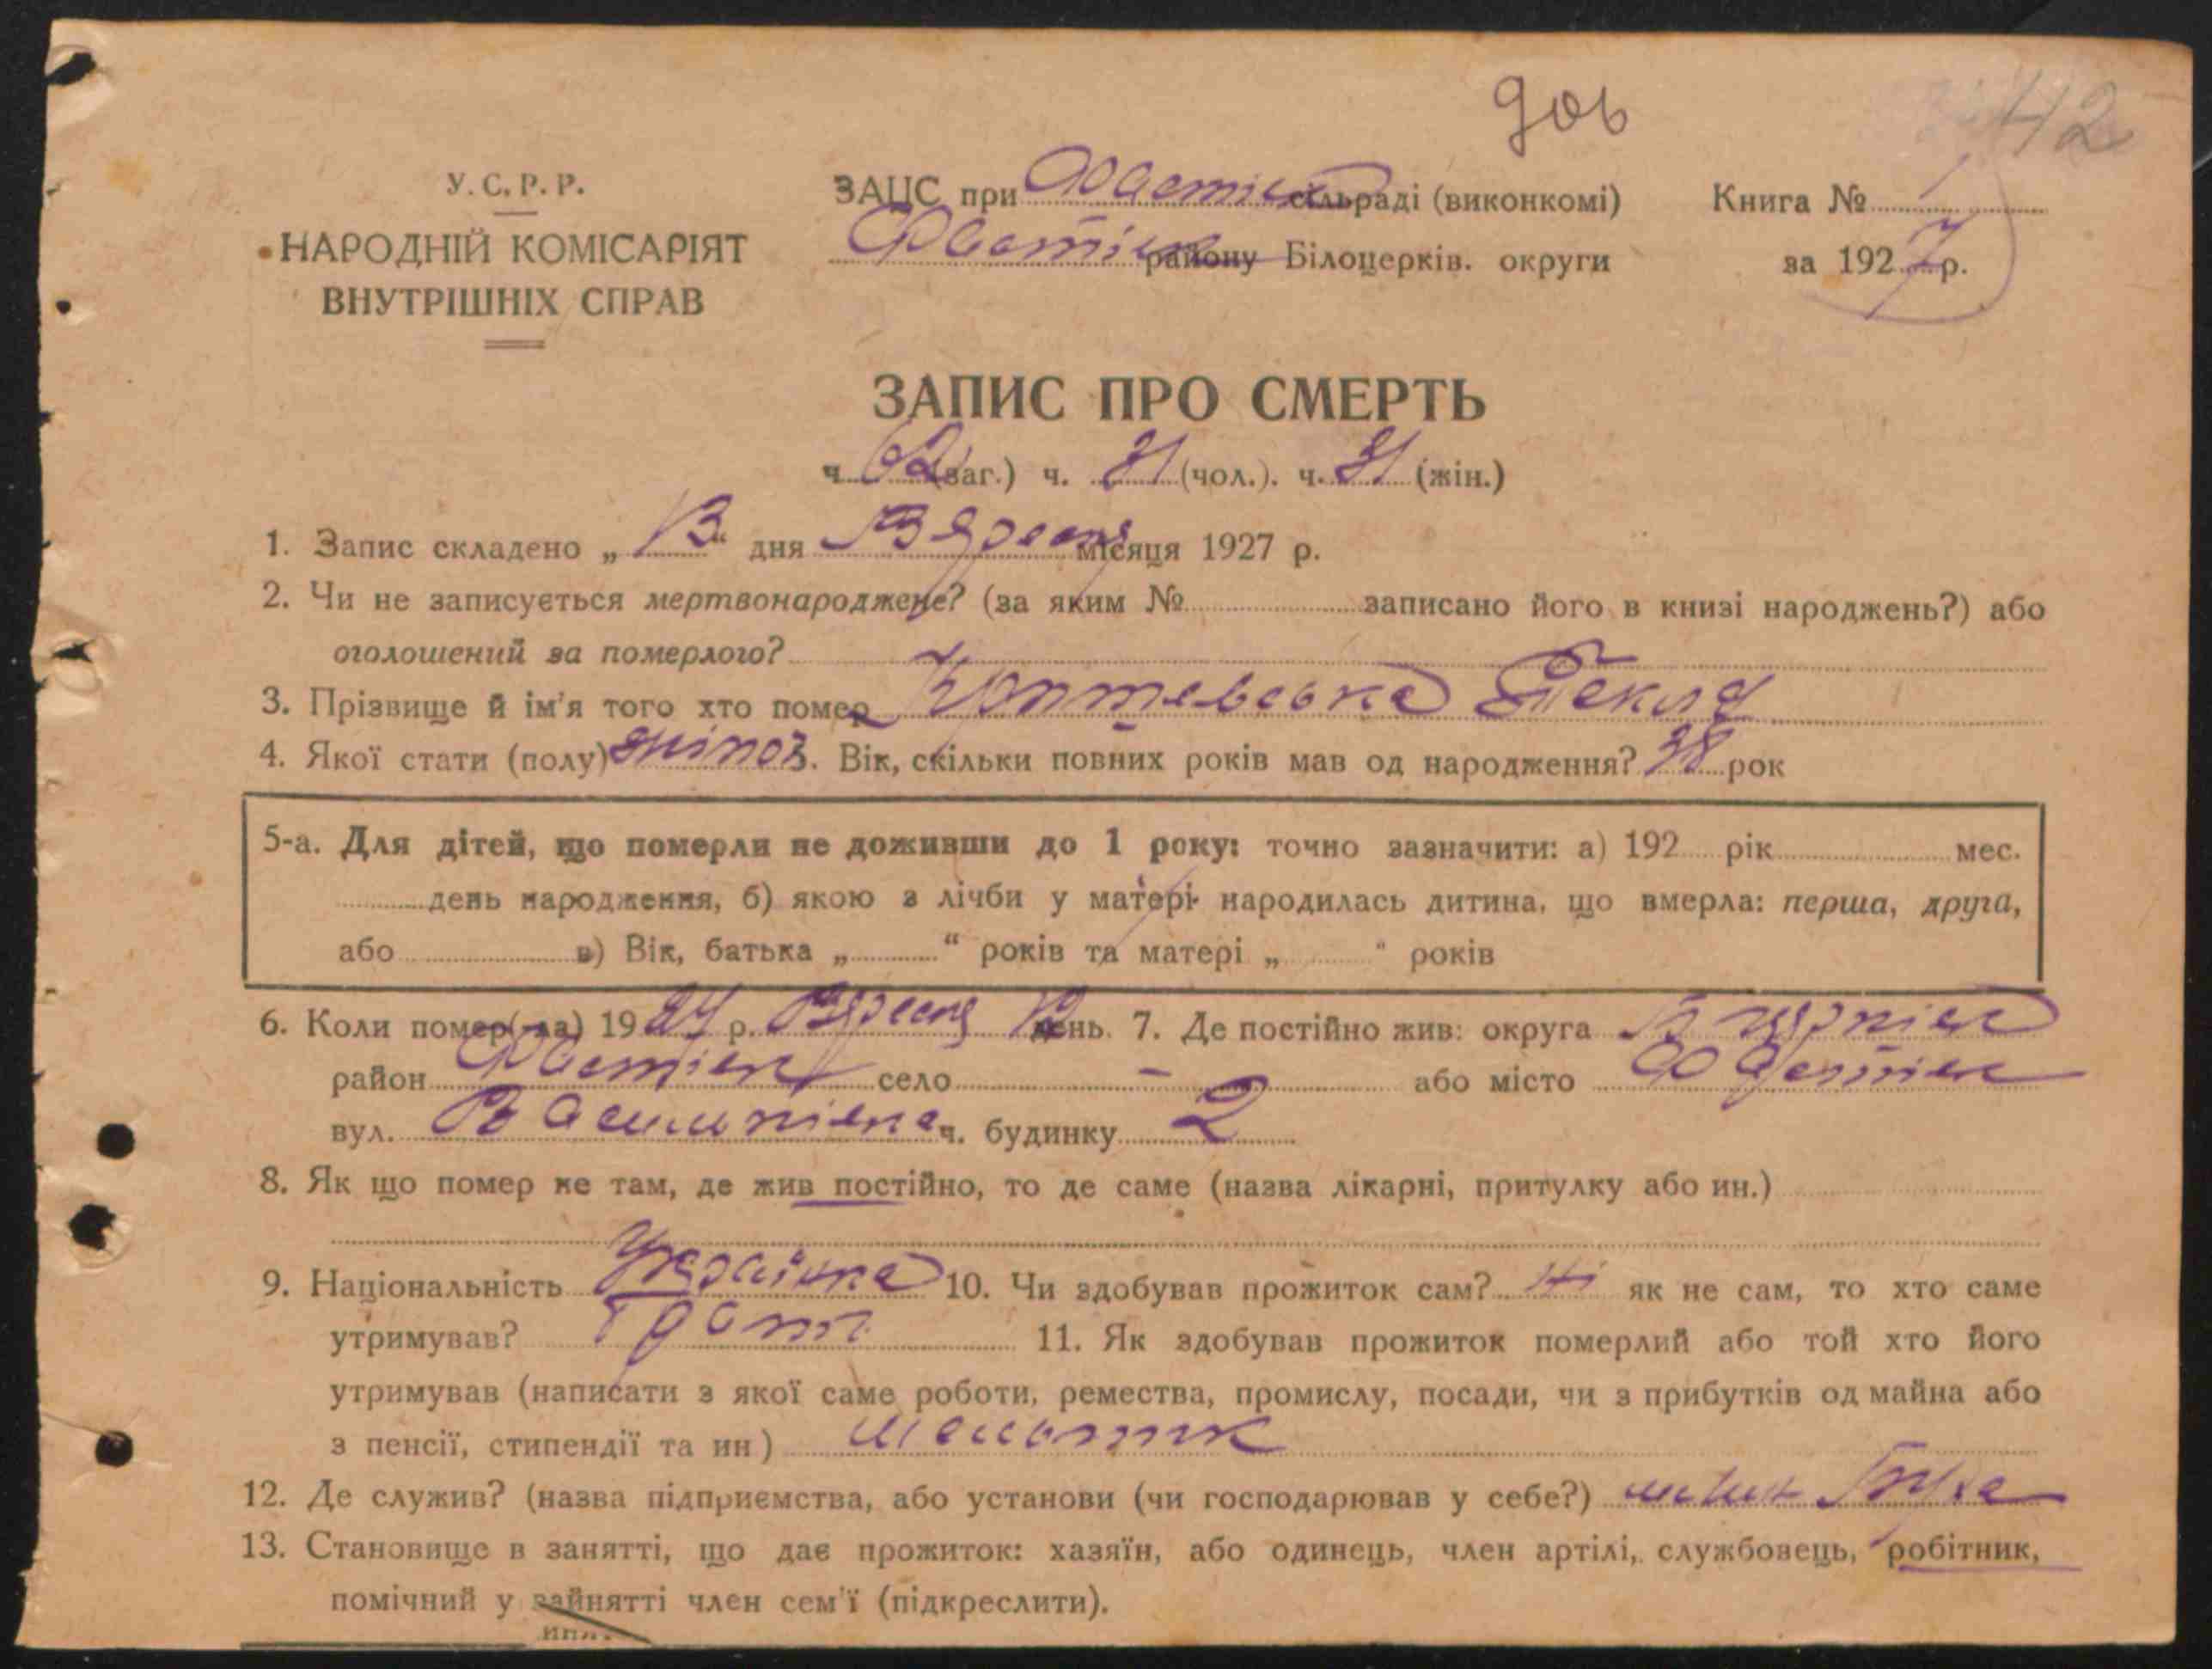 дов
42
У.С.Р.Р.
НАРОДНІЙ КОМІСАРІЯТ
ВНУТРІШНІХ СПРАВ
ЗАЦС при Фастівськ сільраді (виконкомі)
Фастівськ району Білоцерків. округи
Книга № 1
за 1927 р.
ЗАПИС ПРО СМЕРТЬ
ч. 62 (заг.) ч. 31 (чол.). ч. 31 (жін.)
1. Запис складено „13“ дня Вересня місяця 1927 р.
2. Чи не записується мертвонароджене? (за яким № записано його в книзі народжень?) або
оголошений за померлого?
3. Прізвище й ім'я того хто помер Текля
4. Якої стати (полу) жіноч. Вік, скільки повних років мав од народження? 38 рок
5-а. Для дітей, що померли не доживши до 1 року: точно зазначити: а) 192 рік мес.
день народження, б) якою з лічби у матері народилась дитина, що вмерла: перша, друга,
або в) Вік, батька „ “ років та матері „ “ років
6. Коли помер(-ла) 1927 р. Вересня 12 день. 7. Де постійно жив: округа
район Фастівськ село – або місто Фастівськ
вул. ч. будинку 2
8. Як що помер не там, де жив постійно, то де саме (назва лікарні, притулку або ин.)
9. Національність Українка 10. Чи здобував прожиток сам? Ні як не сам, то хто саме
утримував? 11. Як здобував прожиток померлий або той хто його
утримував (написати з якої саме роботи, ремества, промислу, посади, чи з прибутків од майна або
з пенсії, стипендії та ин)
12. Де служив? (назва підприємства, або установи (чи господарював у себе?)
13. Становище в занятті, що дає прожиток: хазяїн, або одинець, член артілі, службовець, робітник,
помічний у зайнятті член сем'ї (підкреслити).